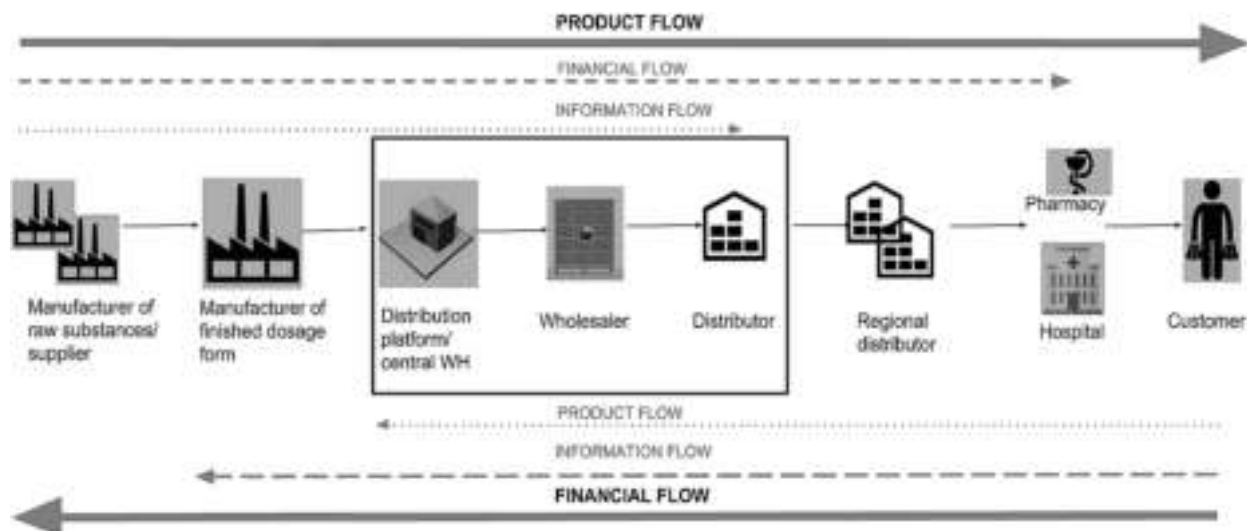 PRODUCT FLOW
FINANCIAL FLOW
INFORMATION FLOW
Manufacturer of
raw substances/
supplier
Manufacturer of
finished dosage
form
Distribution
platform/
central WH
Wholesaler
Distributor
Regional
distributor
Pharmacy
Hospital
Customer
PRODUCT FLOW
INFORMATION FLOW
FINANCIAL FLOW